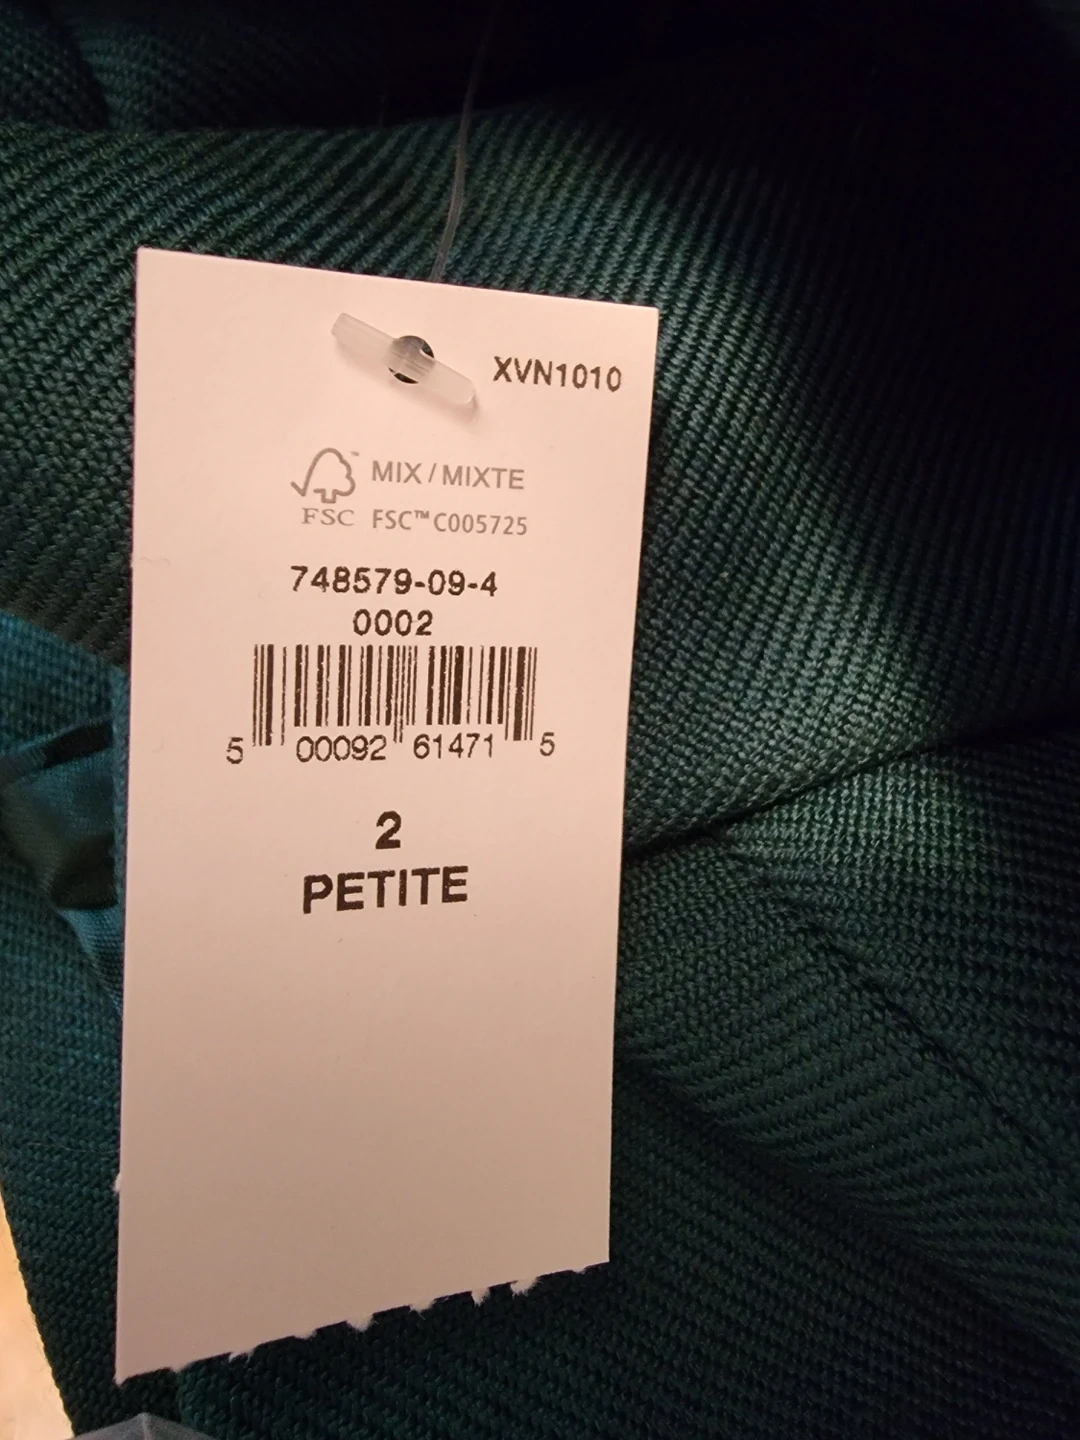 XVN1010
MIX / MIXTE
FSC FSC™ C005725
748579-09-4
0002
5 00092 61471 5
2
PETITE